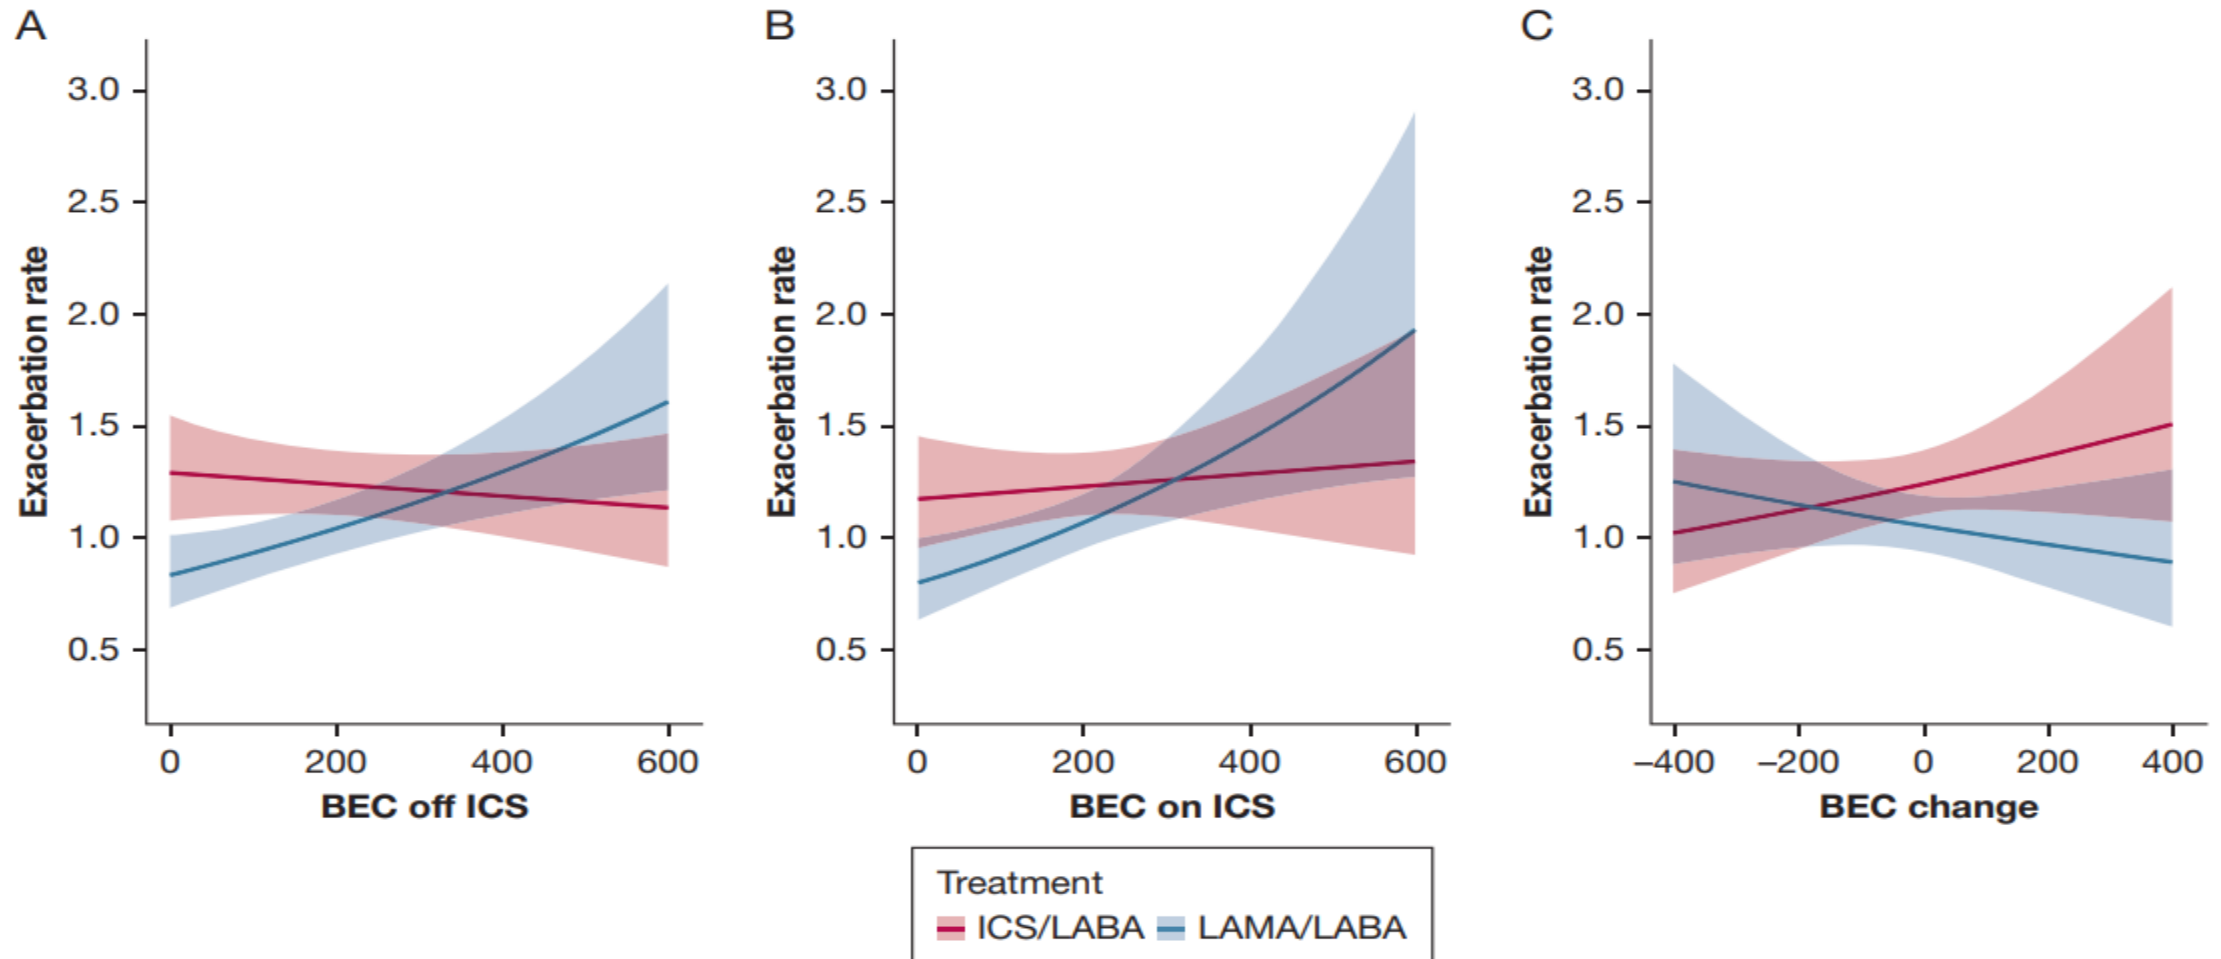 A
Exacerbation rate
3.0
2.5
2.0
1.5
1.0
0.5
0 200 400 600
BEC off ICS
B
Exacerbation rate
3.0
2.5
2.0
1.5
1.0
0.5
0 200 400 600
BEC on ICS
C
Exacerbation rate
3.0
2.5
2.0
1.5
1.0
0.5
−400 −200 0 200 400
BEC change
Treatment
ICS/LABA LAMA/LABA